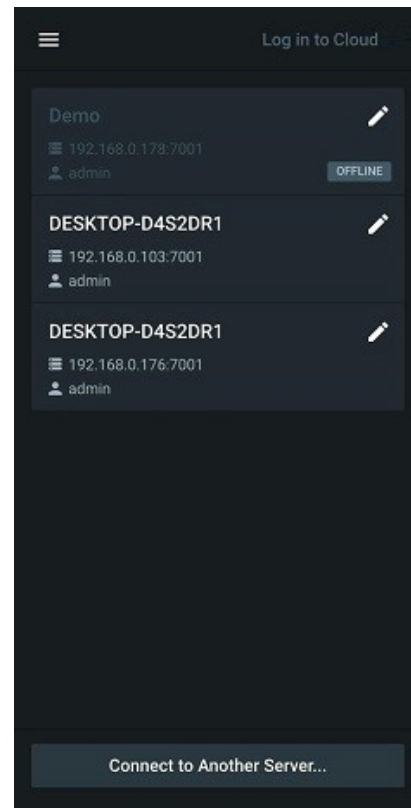 Log in to Cloud
Demo
192.168.0.178:7001
admin
OFFLINE
DESKTOP-D4S2DR1
192.168.0.103:7001
admin
DESKTOP-D4S2DR1
192.168.0.176:7001
admin
Connect to Another Server...